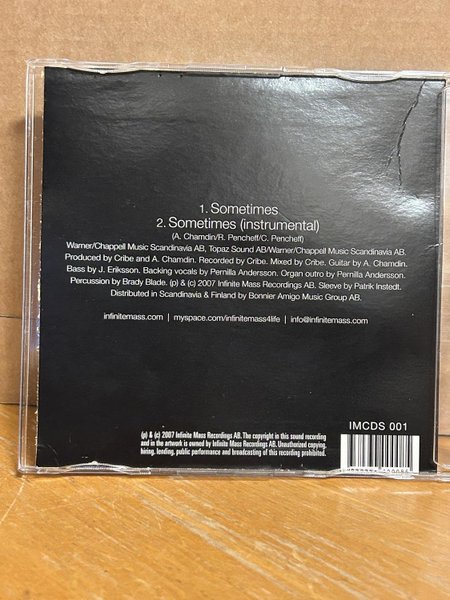 1. Sometimes
2. Sometimes (instrumental)
(A. Chamdin/R. Pencheff/C. Pencheff)
Warner/Chappell Music Scandinavia AB, Topaz Sound AB/Warner/Chappell Music Scandinavia AB.
Produced by Cribe and A. Chamdin. Recorded by Cribe. Mixed by Cribe. Guitar by A. Chamdin.
Bass by J. Eriksson. Backing vocals by Pernilla Andersson. Organ outro by Pernilla Andersson.
Percussion by Brady Blade. (p) & (c) 2007 Infinite Mass Recordings AB. Sleeve by Patrik Instedt.
Distributed in Scandinavia & Finland by Bonnier Amigo Music Group AB.
infinitemass.com | myspace.com/infinitemass4life | info@infinitemass.com
(p) & (c) 2007 Infinite Mass Recordings AB. The copyright in this sound recording
and in the artwork is owned by Infinite Mass Recordings AB. Unauthorized copying,
hiring, lending, public performance and broadcasting of this recording prohibited.
IMCDS 001